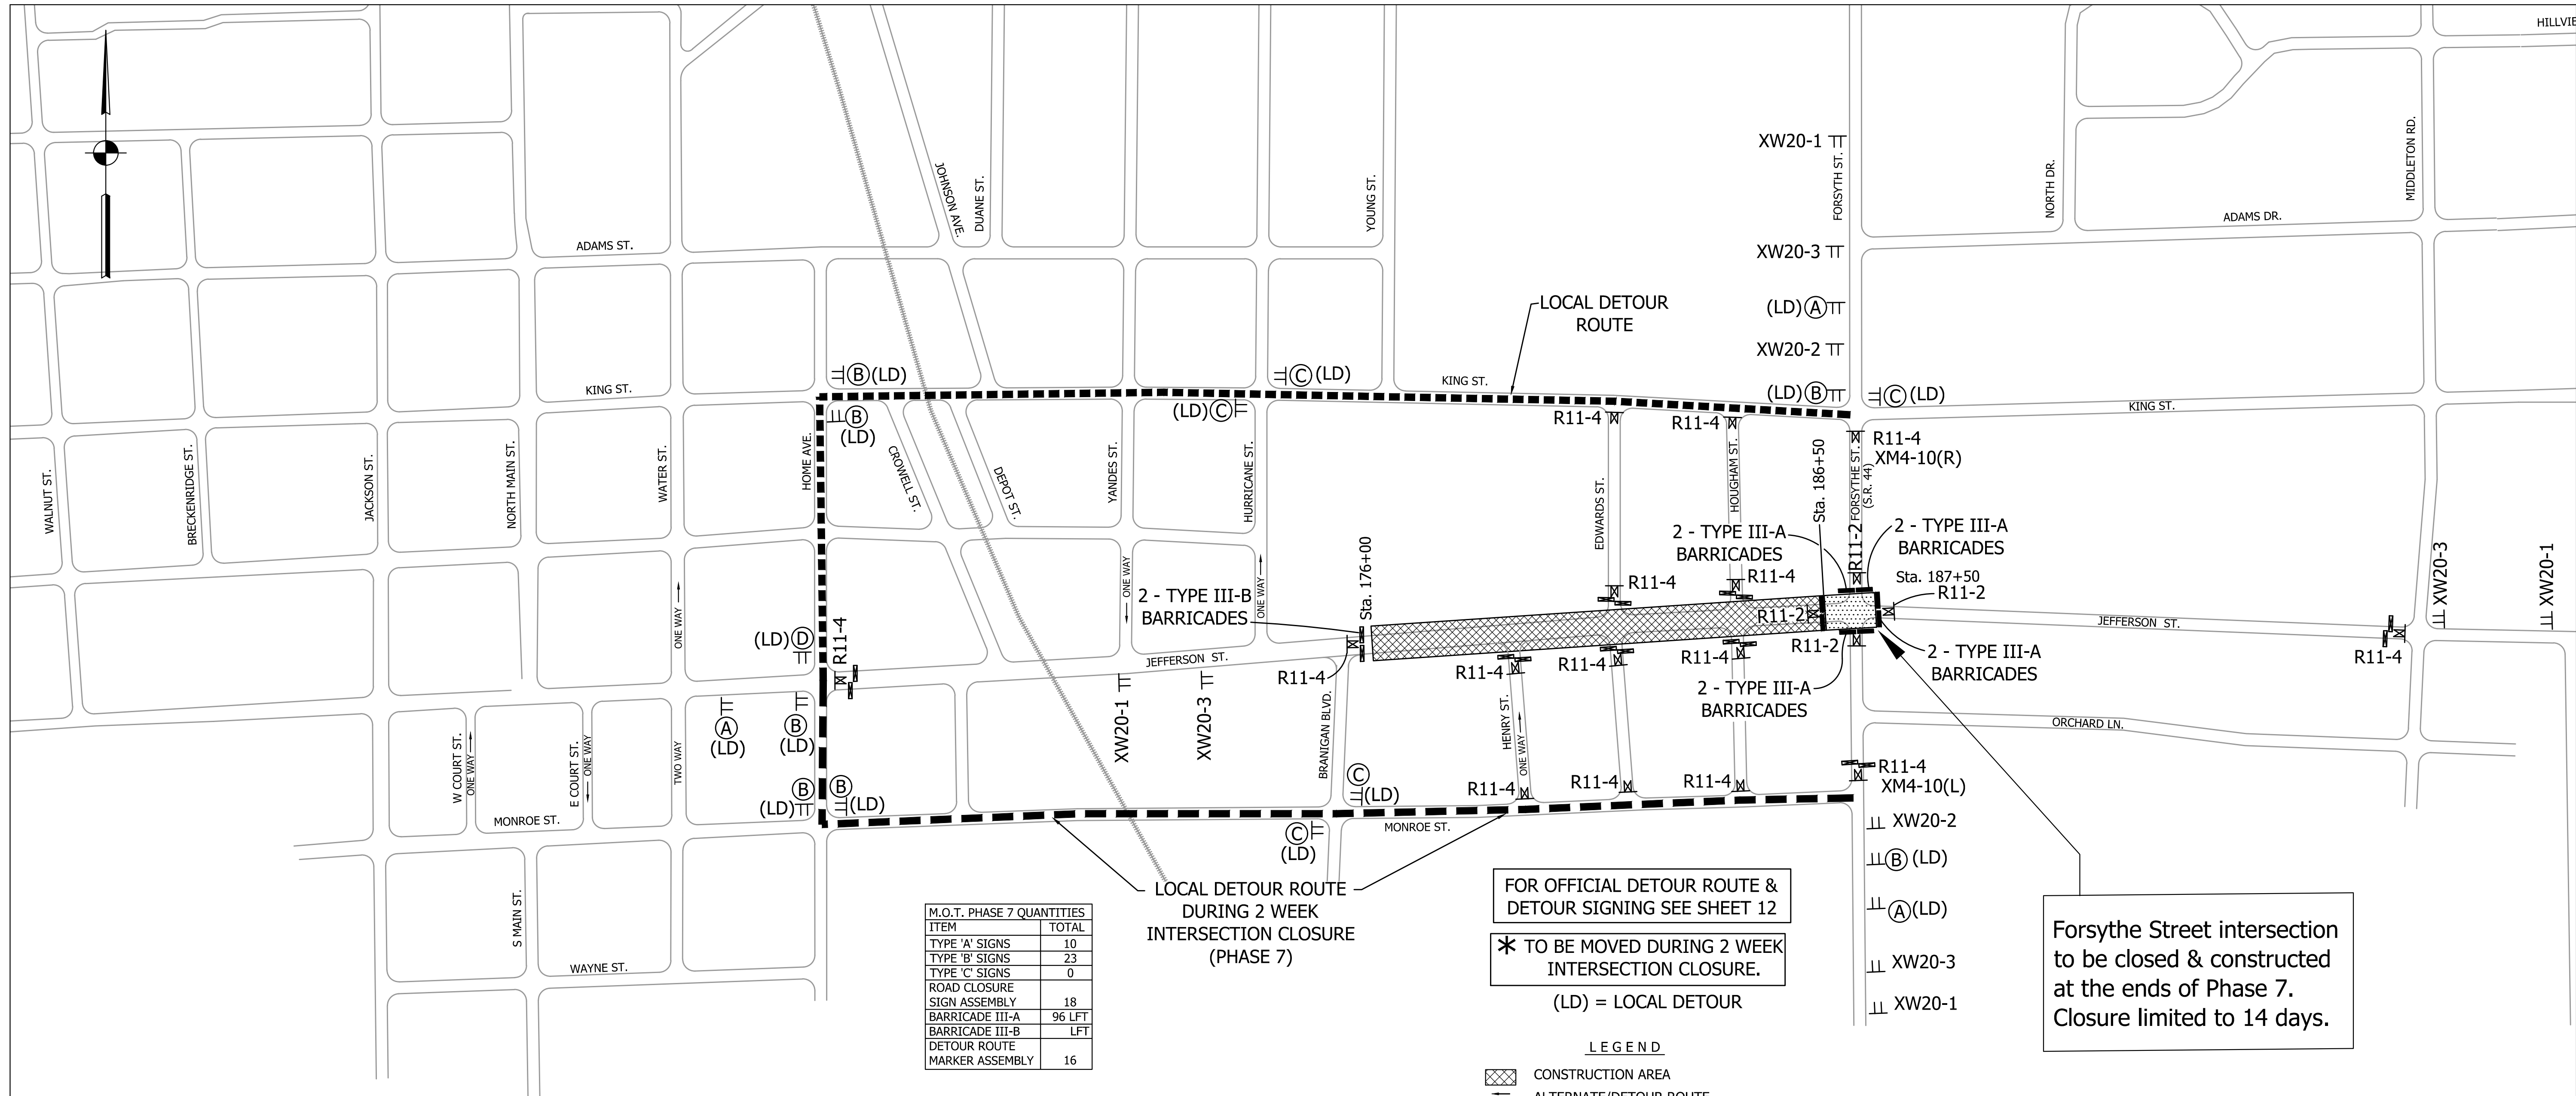 HILLVIE
XW20-1
FORSYTH ST.
NORTH DR.
MIDDLETON RD.
JOHNSON AVE.
DUANE ST.
YOUNG ST.
ADAMS DR.
ADAMS ST.
XW20-3
LOCAL DETOUR
ROUTE
(LD) A
XW20-2
B (LD)
C (LD)
KING ST.
KING ST.
(LD) B
C (LD)
KING ST.
B
(LD)
(LD) C
R11-4
R11-4
R11-4
XM4-10(R)
WALNUT ST.
BRECKENRIDGE ST.
JACKSON ST.
NORTH MAIN ST.
WATER ST.
HOME AVE.
CROWELL ST.
DEPOT ST.
YANDES ST.
HURRICANE ST.
EDWARDS ST.
HOUGHAM ST.
Sta. 186+50
FORSYTHE ST.
(S.R. 44)
R11-2
2 - TYPE III-A
BARRICADES
2 - TYPE III-A
BARRICADES
Sta. 176+00
XW20-3
XW20-1
ONE WAY
ONE WAY
ONE WAY
2 - TYPE III-B
BARRICADES
R11-4
R11-4
Sta. 187+50
R11-2
R11-2
JEFFERSON ST.
(LD) D
R11-4
JEFFERSON ST.
R11-4
R11-4
R11-4
R11-4
R11-2
2 - TYPE III-A
BARRICADES
R11-4
2 - TYPE III-A
BARRICADES
A
(LD)
B
(LD)
XW20-1
XW20-3
BRANIGAN BLVD.
HENRY ST.
ONE WAY
ORCHARD LN.
W COURT ST.
ONE WAY
E COURT ST.
ONE WAY
TWO WAY
B
(LD)
B
(LD)
C
(LD)
R11-4
R11-4
R11-4
R11-4
XM4-10(L)
MONROE ST.
MONROE ST.
C
(LD)
XW20-2
B (LD)
A (LD)
XW20-3
XW20-1
S MAIN ST.
WAYNE ST.
M.O.T. PHASE 7 QUANTITIES
ITEM TOTAL
TYPE 'A' SIGNS 10
TYPE 'B' SIGNS 23
TYPE 'C' SIGNS 0
ROAD CLOSURE
SIGN ASSEMBLY 18
BARRICADE III-A 96 LFT
BARRICADE III-B LFT
DETOUR ROUTE
MARKER ASSEMBLY 16
LOCAL DETOUR ROUTE
DURING 2 WEEK
INTERSECTION CLOSURE
(PHASE 7)
FOR OFFICIAL DETOUR ROUTE &
DETOUR SIGNING SEE SHEET 12
* TO BE MOVED DURING 2 WEEK
INTERSECTION CLOSURE.
(LD) = LOCAL DETOUR
Forsythe Street intersection
to be closed & constructed
at the ends of Phase 7.
Closure limited to 14 days.
LEGEND
CONSTRUCTION AREA
ALTERNATE/DETOUR ROUTE